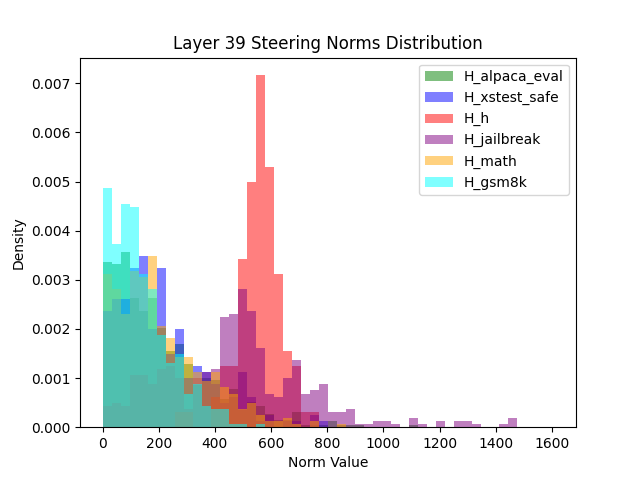 Layer 39 Steering Norms Distribution
H_alpaca_eval
H_xstest_safe
H_h
H_jailbreak
H_math
H_gsm8k
Density
0.007
0.006
0.005
0.004
0.003
0.002
0.001
0.000
0 200 400 600 800 1000 1200 1400 1600
Norm Value